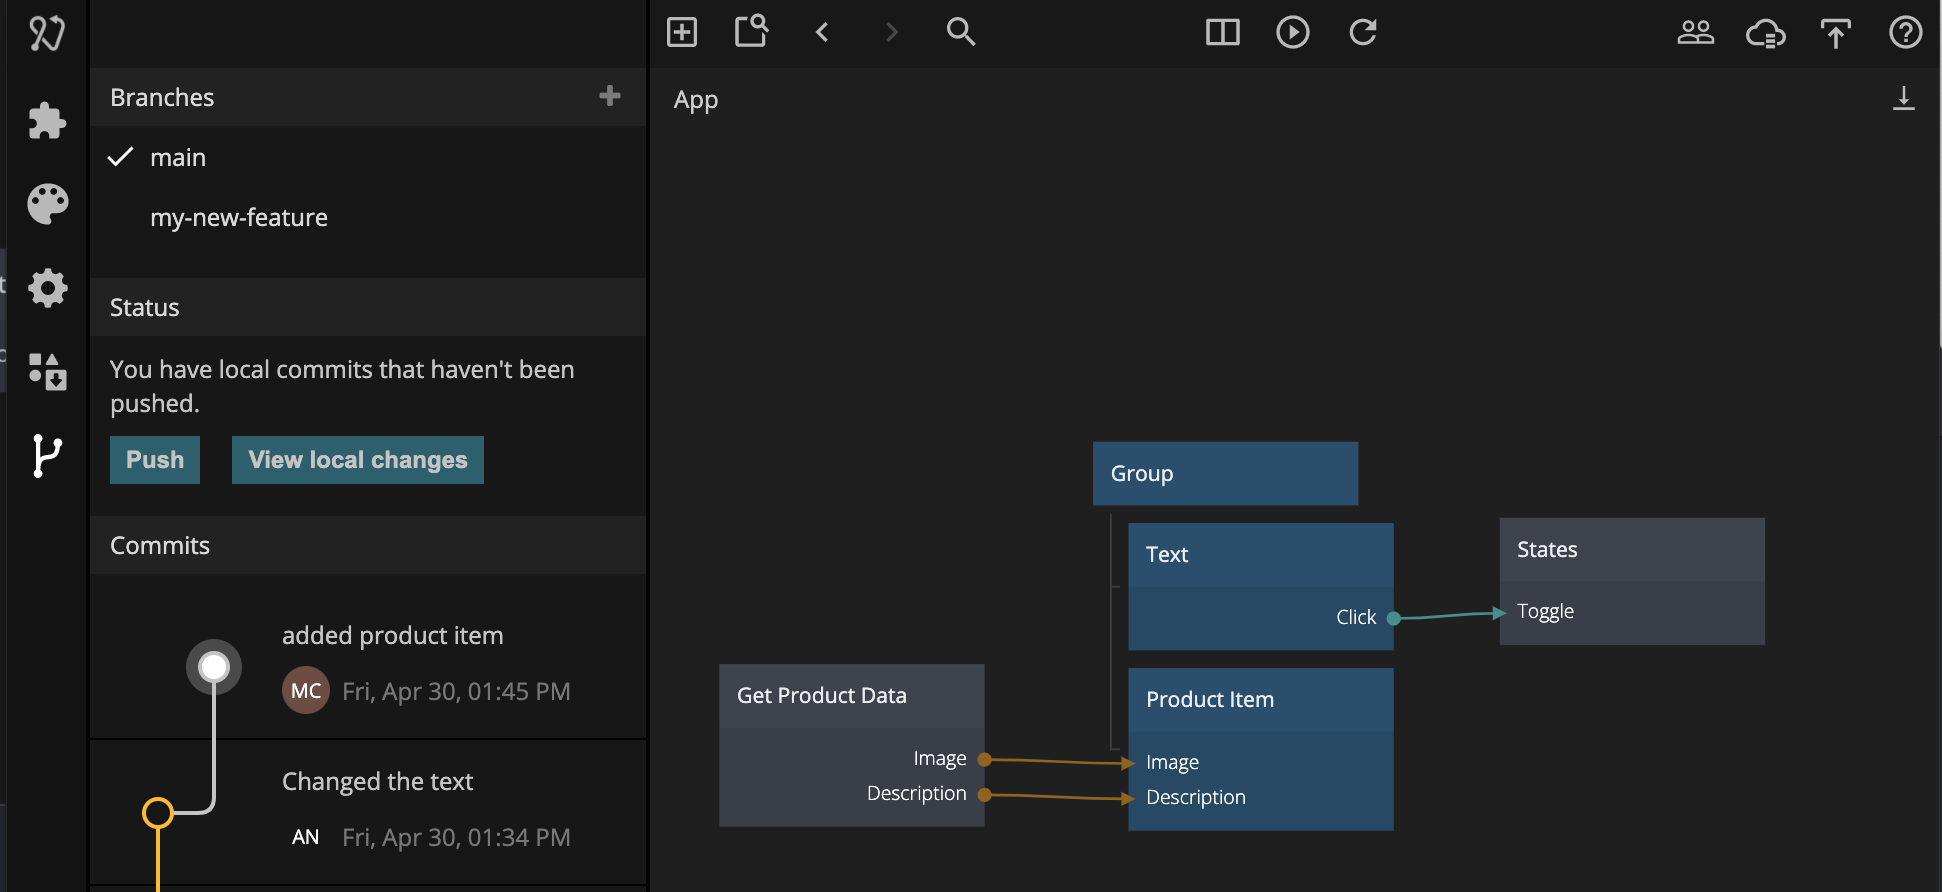 Branches
main
my-new-feature
Status
You have local commits that haven't been
pushed.
Push
View local changes
Commits
added product item
MC
Fri, Apr 30, 01:45 PM
Changed the text
AN
Fri, Apr 30, 01:34 PM
App
Group
Text
Click
States
Toggle
Get Product Data
Image
Description
Product Item
Image
Description